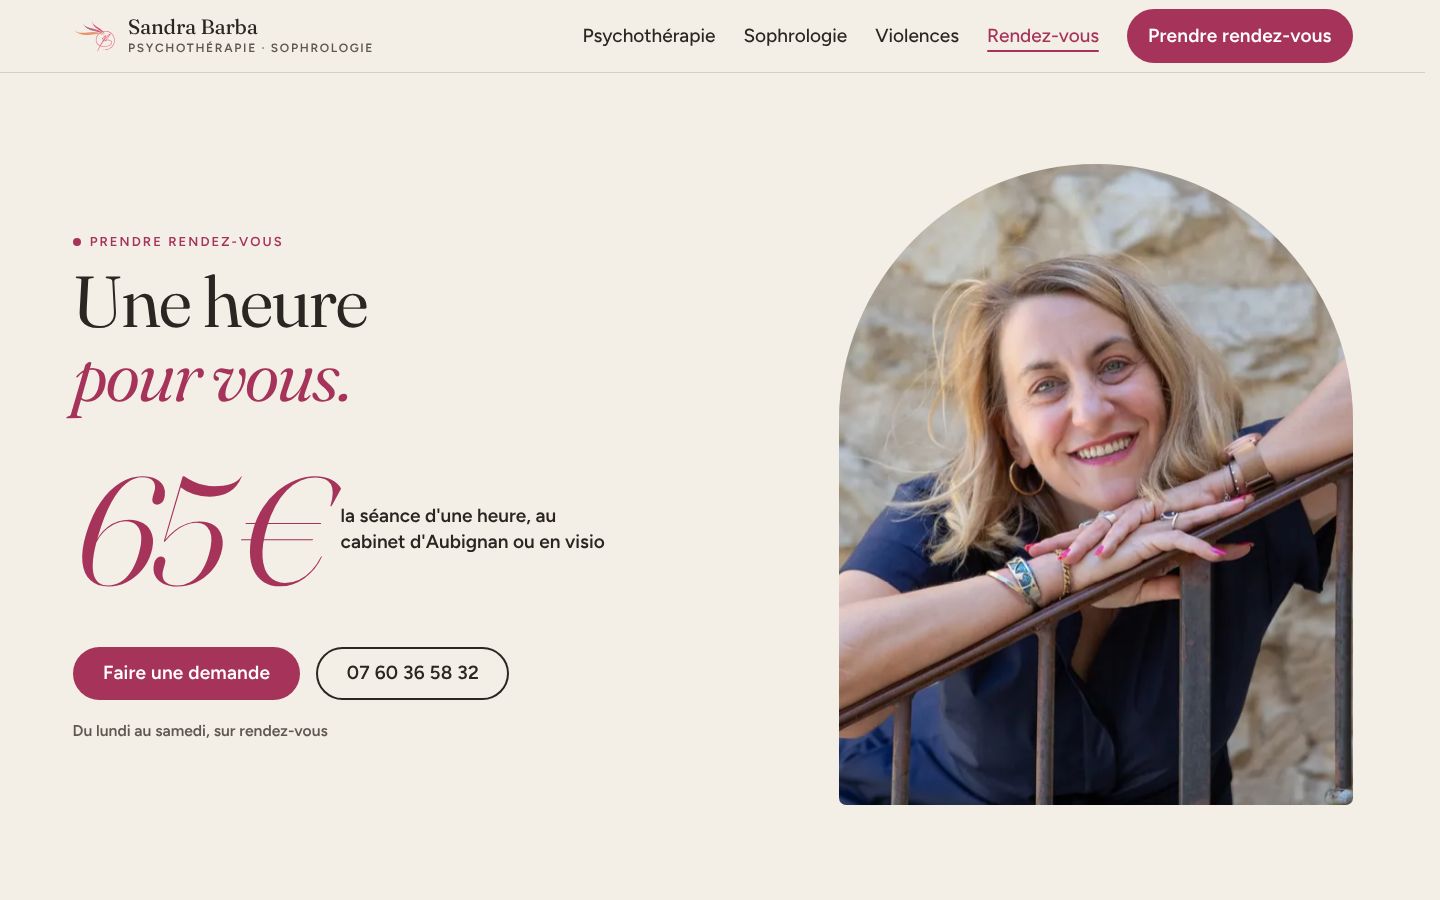 Sandra Barba
PSYCHOTHÉRAPIE · SOPHROLOGIE
Psychothérapie
Sophrologie
Violences
Rendez-vous
Prendre rendez-vous
PRENDRE RENDEZ-VOUS
Une heure
pour vous.
65 €
la séance d'une heure, au
cabinet d'Aubignan ou en visio
Faire une demande
07 60 36 58 32
Du lundi au samedi, sur rendez-vous